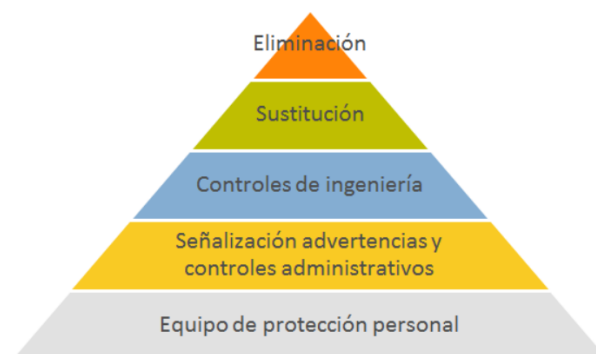 Eliminación
Sustitución
Controles de ingeniería
Señalización advertencias y
controles administrativos
Equipo de protección personal